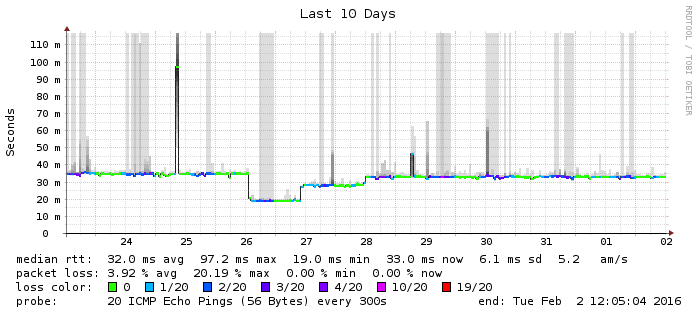 Last 10 Days
RRDTOOL / TOBI OETIKER
Seconds
110 m
100 m
90 m
80 m
70 m
60 m
50 m
40 m
30 m
20 m
10 m
0
24 25 26 27 28 29 30 31 01 02
median rtt: 32.0 ms avg 97.2 ms max 19.0 ms min 33.0 ms now 6.1 ms sd 5.2 am/s
packet loss: 3.92 % avg 20.19 % max 0.00 % min 0.00 % now
loss color: 0 1/20 2/20 3/20 4/20 10/20 19/20
probe: 20 ICMP Echo Pings (56 Bytes) every 300s end: Tue Feb 2 12:05:04 2016